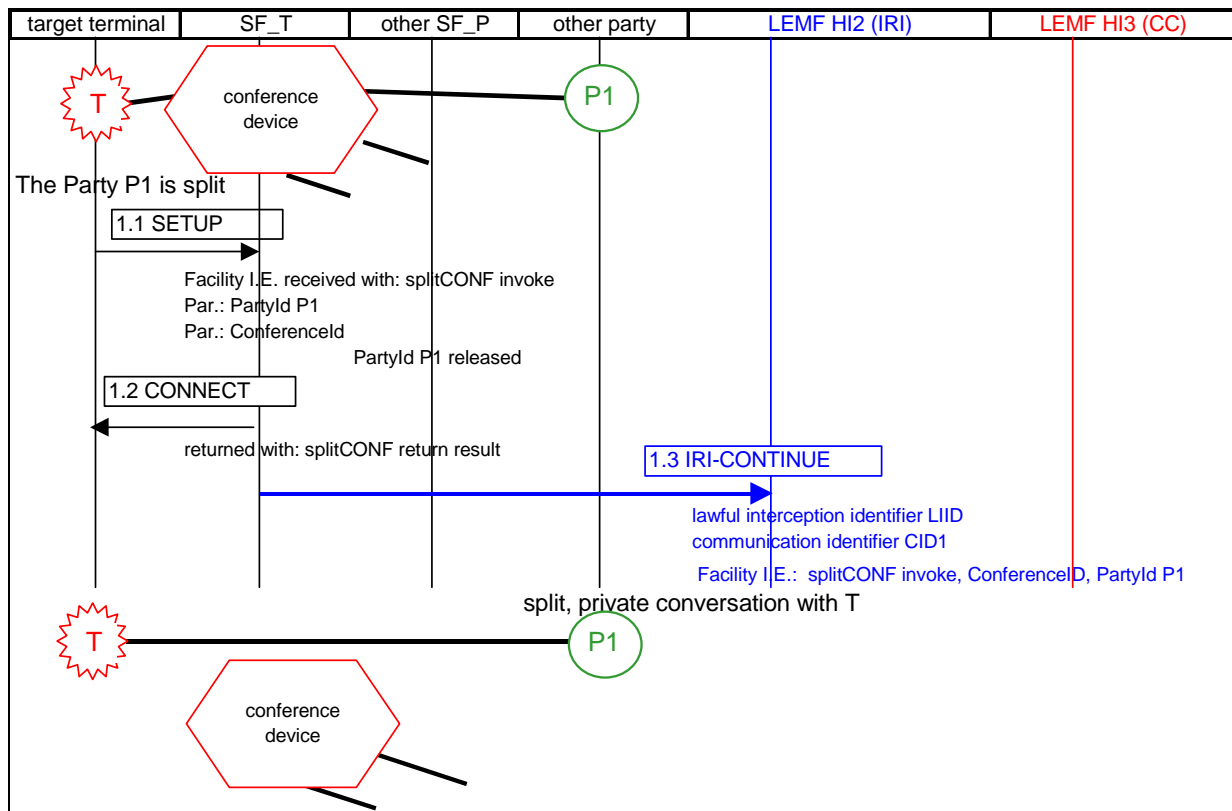 target terminal SF_T other SF_P other party LEMF HI2 (IRI) LEMF HI3 (CC)
T
conference
device
P1
The Party P1 is split
1.1 SETUP
Facility I.E. received with: splitCONF invoke
Par.: PartyId P1
Par.: ConferenceId
PartyId P1 released
1.2 CONNECT
returned with: splitCONF return result
1.3 IRI-CONTINUE
lawful interception identifier LIID
communication identifier CID1
Facility I.E.: splitCONF invoke, ConferenceID, PartyId P1
split, private conversation with T
T
P1
conference
device